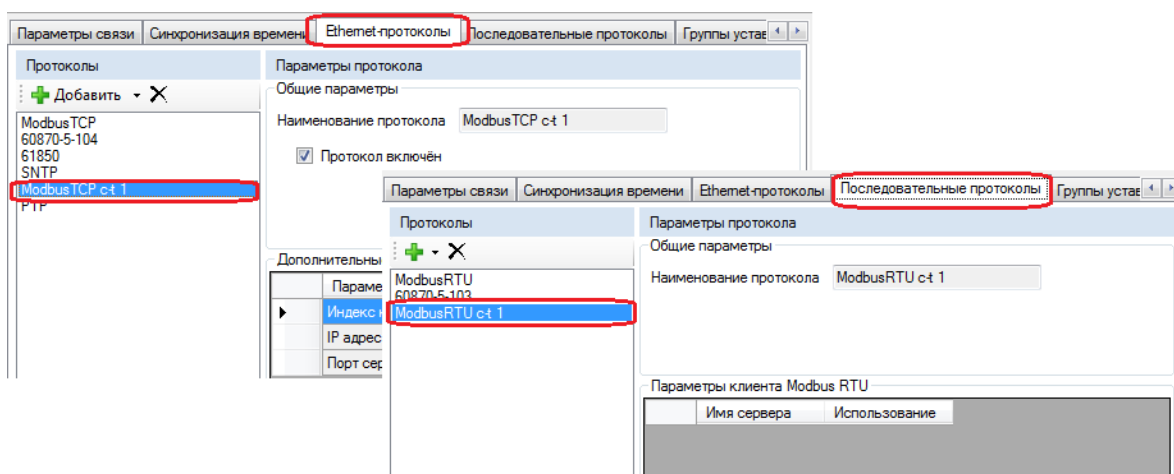 Параметры связи Синхронизация времени Ethernet-протоколы Последовательные протоколы Группы устав
Протоколы
Добавить
ModbusTCP
60870-5-104
61850
SNTP
ModbusTCP c-t 1
PTP
Параметры протокола
Общие параметры
Наименование протокола ModbusTCP c-t 1
Протокол включён
Дополнительны
Параме
Индекс к
IP адрес
Порт сер
Параметры связи Синхронизация времени Ethernet-протоколы Последовательные протоколы Группы устав
Протоколы
ModbusRTU
60870-5-103
ModbusRTU c-t 1
Параметры протокола
Общие параметры
Наименование протокола ModbusRTU c-t 1
Параметры клиента Modbus RTU
Имя сервера Использование